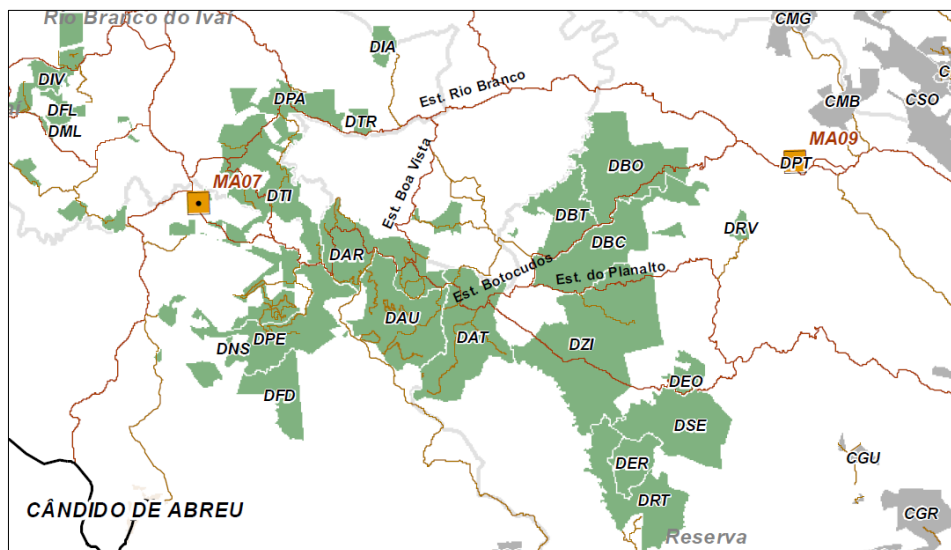 Rio Branco do Ivaí
CMG
DIA
DIV
DPA
Est. Rio Branco
CMB
CSO
DFL
DTR
DML
MA09
DPT
DBO
MA07
DTI
Est. Boa Vista
DBT
DBC
DRV
DAR
Est. Botocudos
Est. do Planalto
DAU
DAT
DPE
DNS
DZI
DFD
DEO
DSE
DER
CGU
DRT
CGR
CÂNDIDO DE ABREU
Reserva